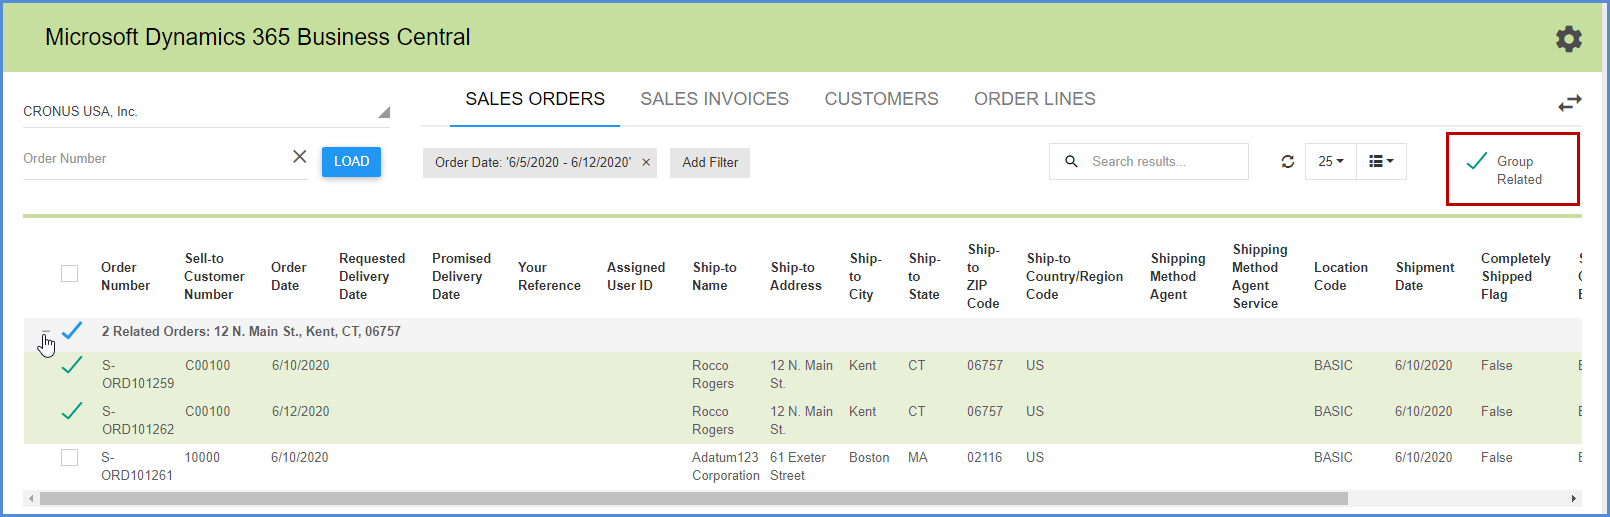 Microsoft Dynamics 365 Business Central
CRONUS USA, Inc.
SALES ORDERS SALES INVOICES CUSTOMERS ORDER LINES
Order Number LOAD
Order Date: '6/5/2020 - 6/12/2020' × Add Filter
Search results...
25
Group
Related
Order
Number
Sell-to
Customer
Number
Order
Date
Requested
Delivery
Date
Promised
Delivery
Date
Your
Reference
Assigned
User ID
Ship-to
Name
Ship-to
Address
Ship-
to
City
Ship-
to
State
Ship-
to
ZIP
Code
Ship-to
Country/Region
Code
Shipping
Method
Agent
Shipping
Method
Agent
Service
Location
Code
Shipment
Date
Completely
Shipped
Flag
2 Related Orders: 12 N. Main St., Kent, CT, 06757
S- C00100 6/10/2020 Rocco 12 N. Main Kent CT 06757 US BASIC 6/10/2020 False
ORD101259 Rogers St.
S- C00100 6/12/2020 Rocco 12 N. Main Kent CT 06757 US BASIC 6/10/2020 False
ORD101262 Rogers St.
S- 10000 6/10/2020 Adatum123 61 Exeter Boston MA 02116 US BASIC 6/10/2020 False
ORD101261 Corporation Street